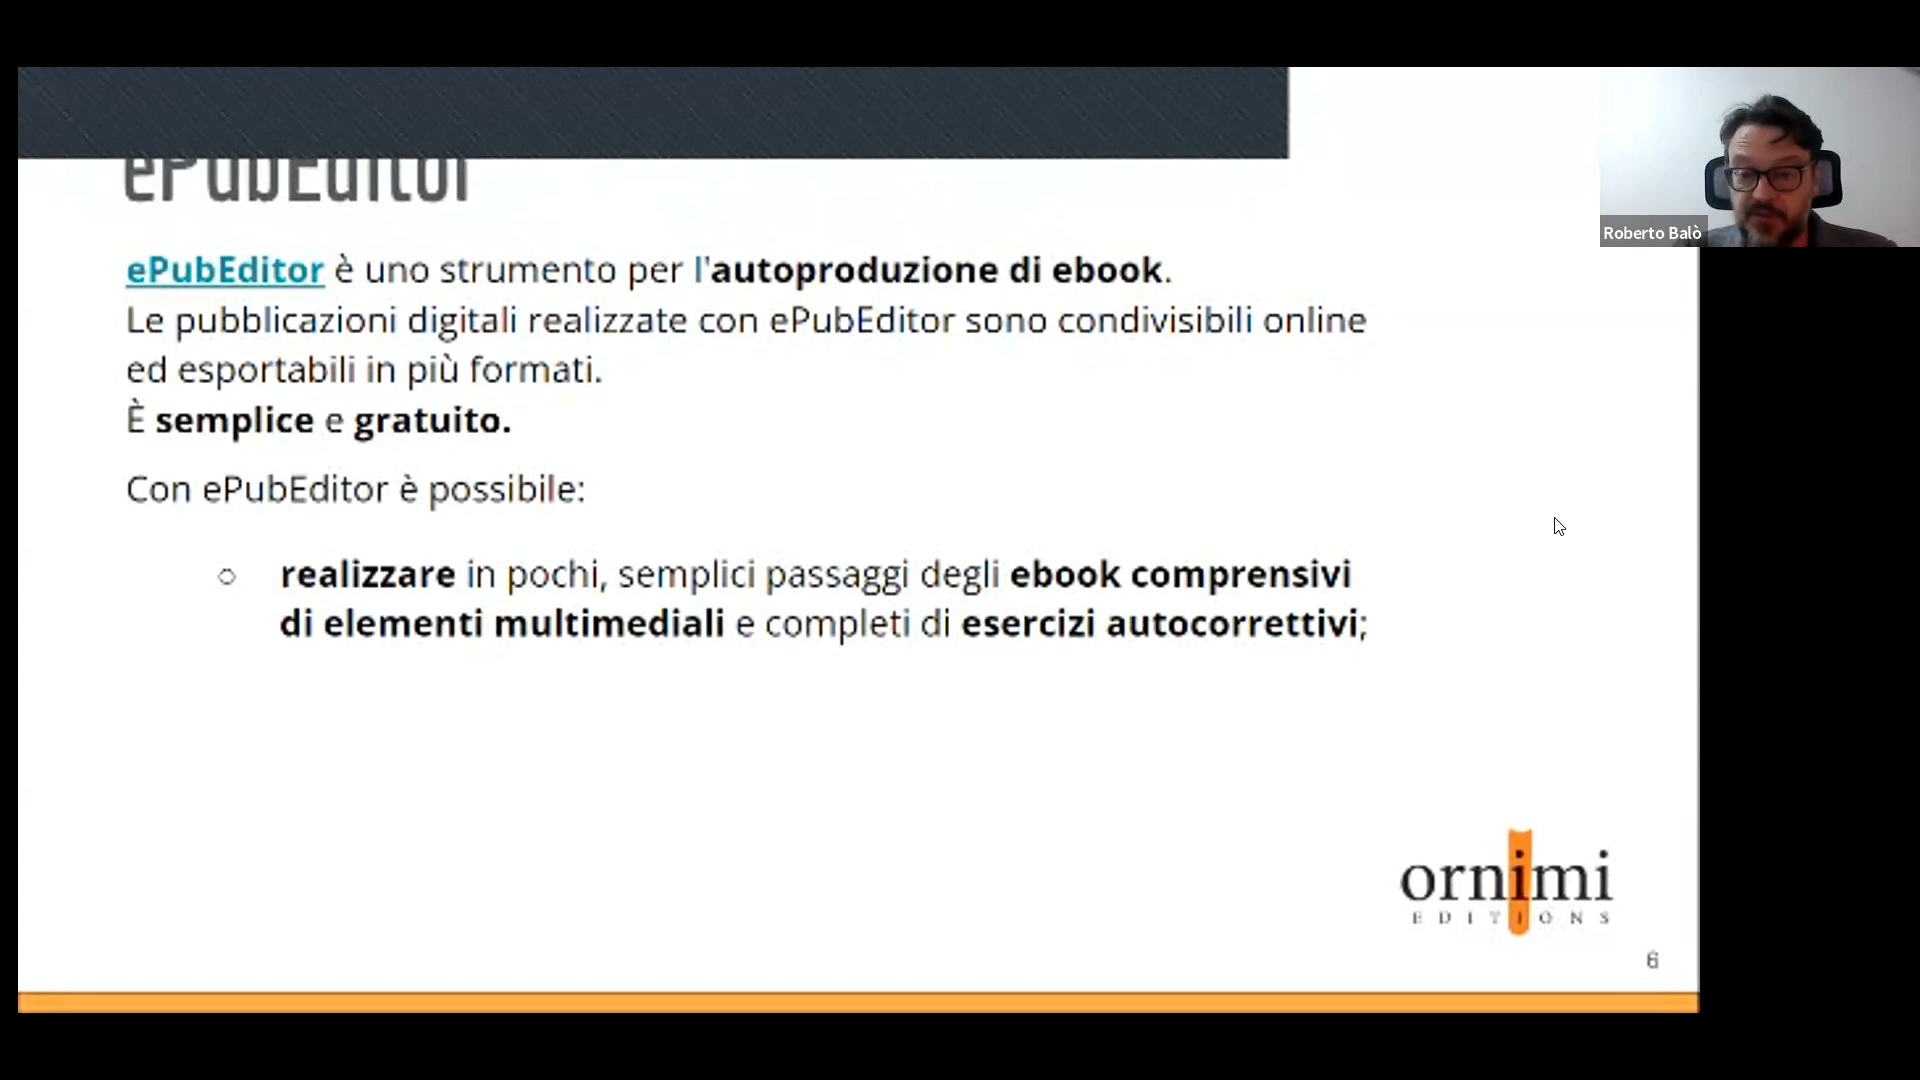 ePubEditor
Roberto Balò
ePubEditor è uno strumento per l'autoproduzione di ebook.
Le pubblicazioni digitali realizzate con ePubEditor sono condivisibili online
ed esportabili in più formati.
È semplice e gratuito.
Con ePubEditor è possibile:
○ realizzare in pochi, semplici passaggi degli ebook comprensivi
di elementi multimediali e completi di esercizi autocorrettivi;
ornimi
EDITIONS
6